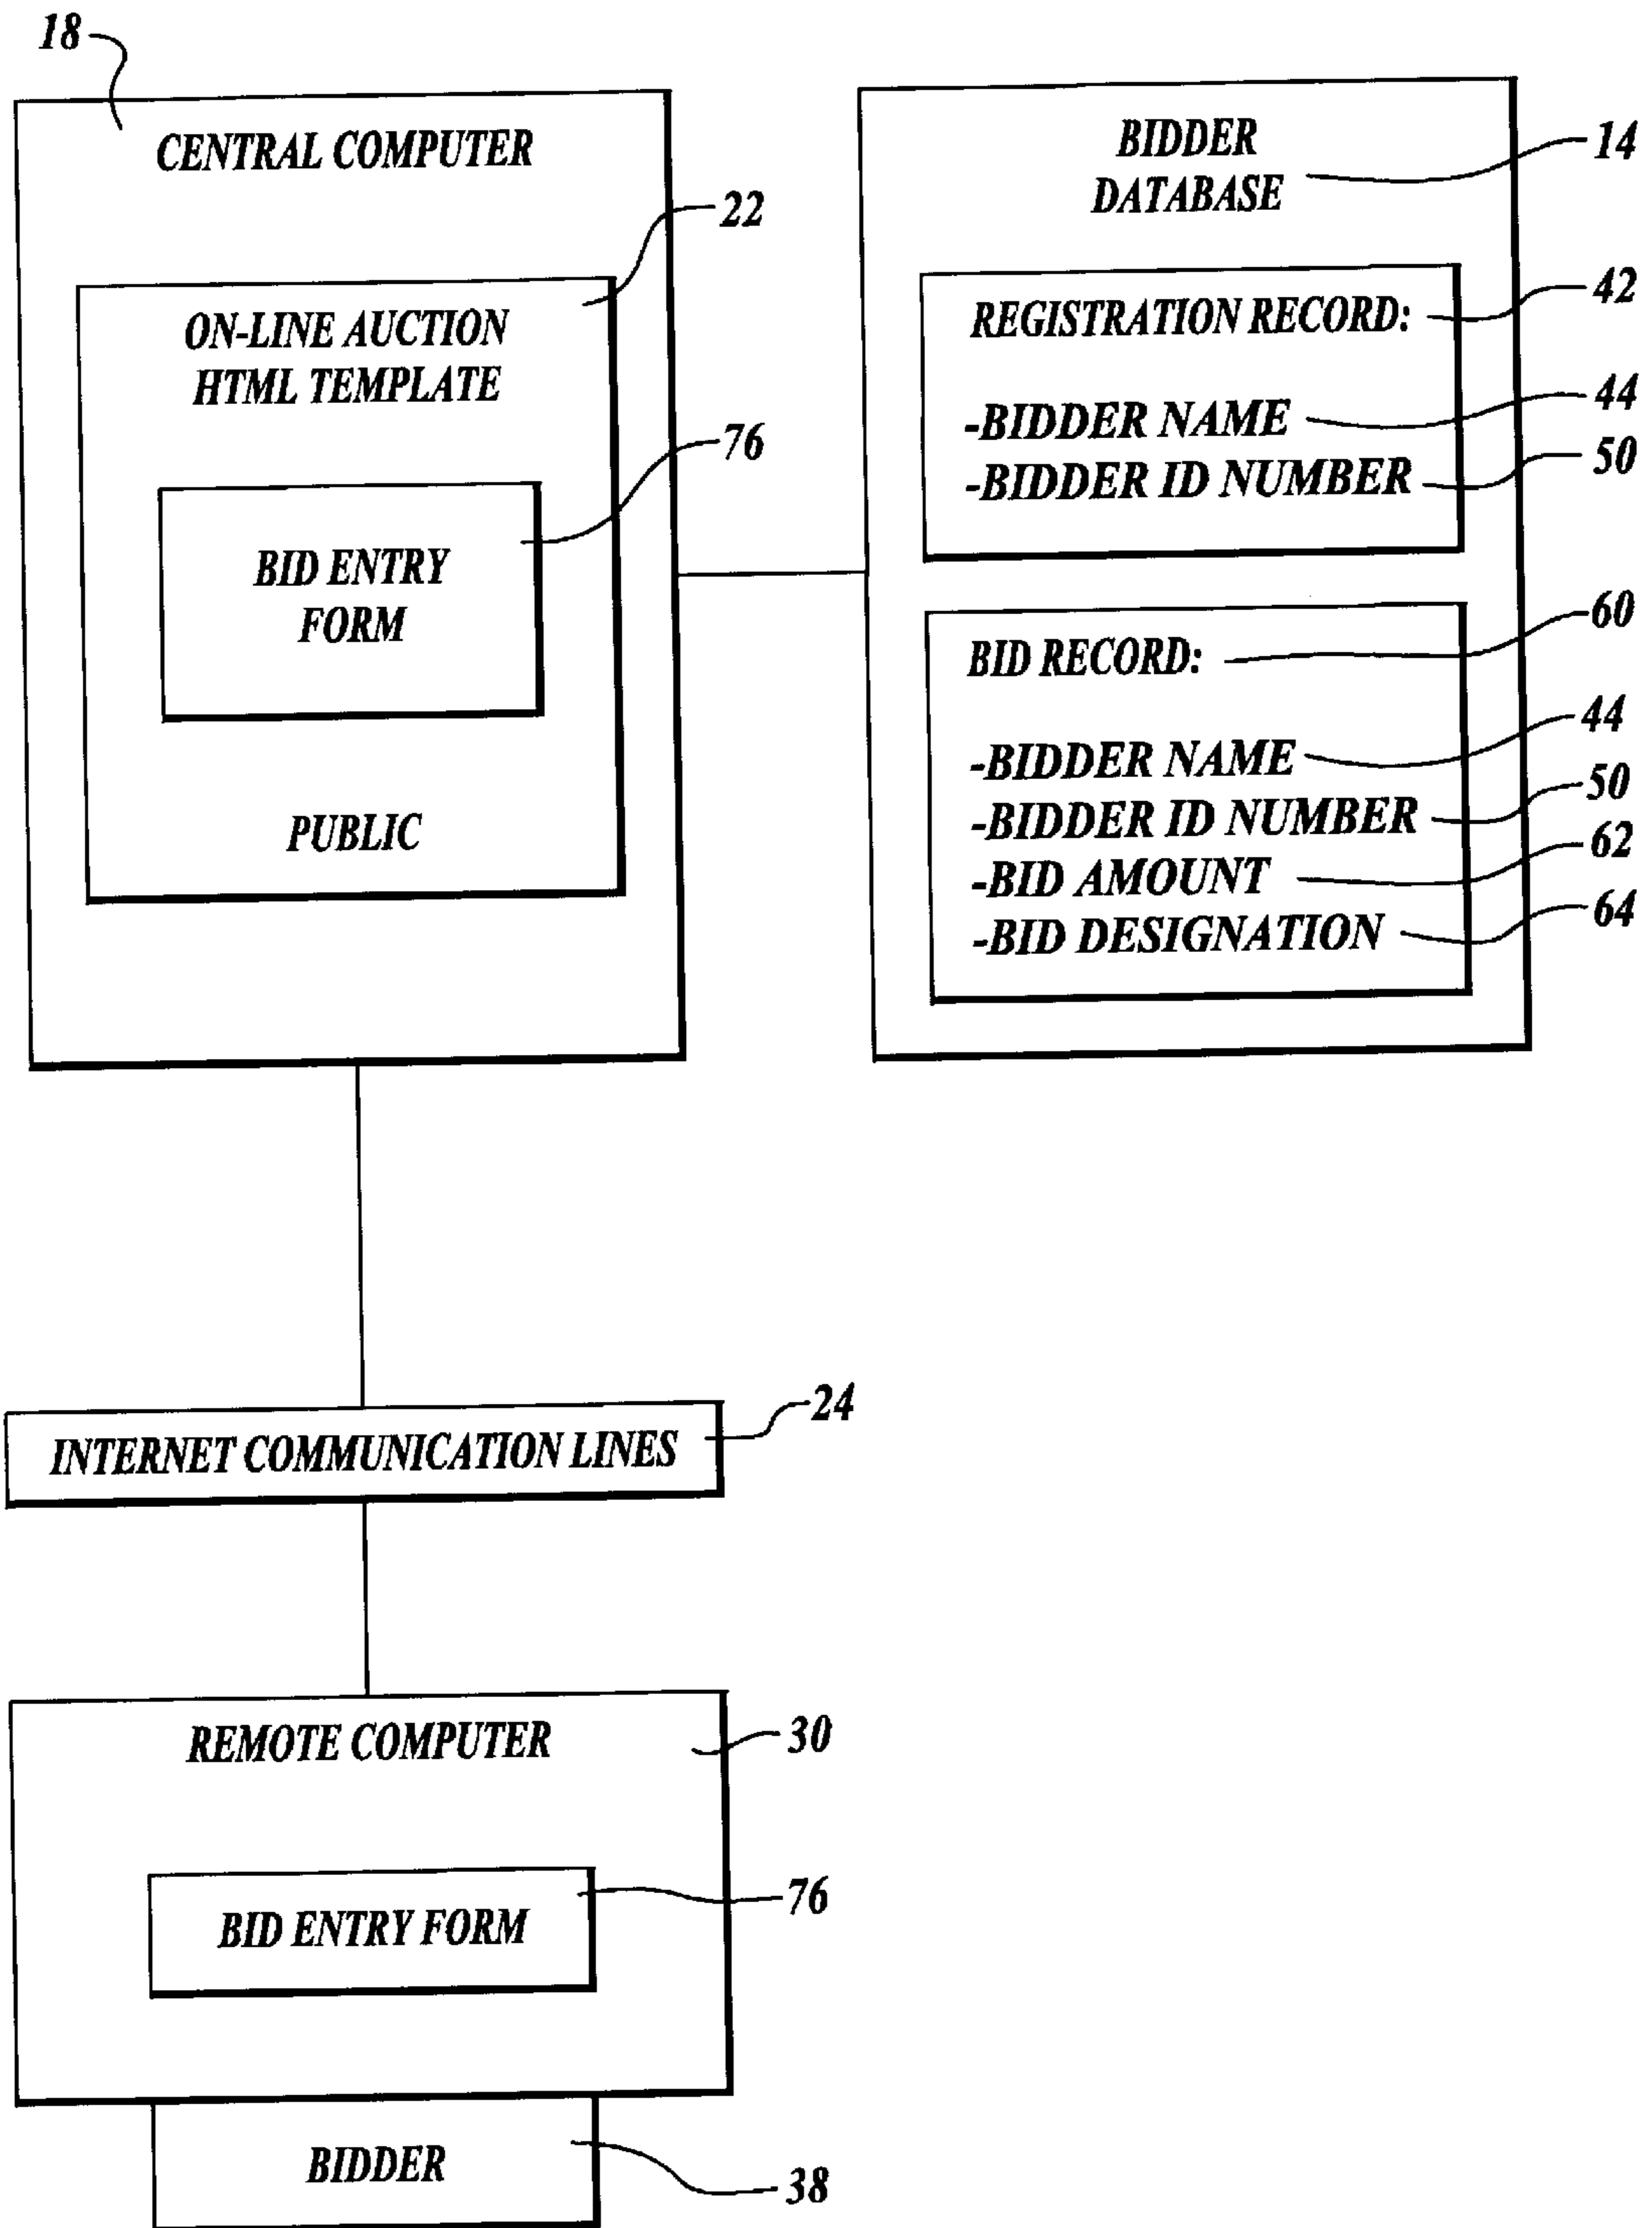 18
CENTRAL COMPUTER
22
ON-LINE AUCTION
HTML TEMPLATE
76
BID ENTRY
FORM
PUBLIC
BIDDER
DATABASE
14
REGISTRATION RECORD:
42
-BIDDER NAME
44
-BIDDER ID NUMBER
50
BID RECORD:
60
-BIDDER NAME
44
-BIDDER ID NUMBER
50
-BID AMOUNT
62
-BID DESIGNATION
64
INTERNET COMMUNICATION LINES
24
REMOTE COMPUTER
30
BID ENTRY FORM
76
BIDDER
38